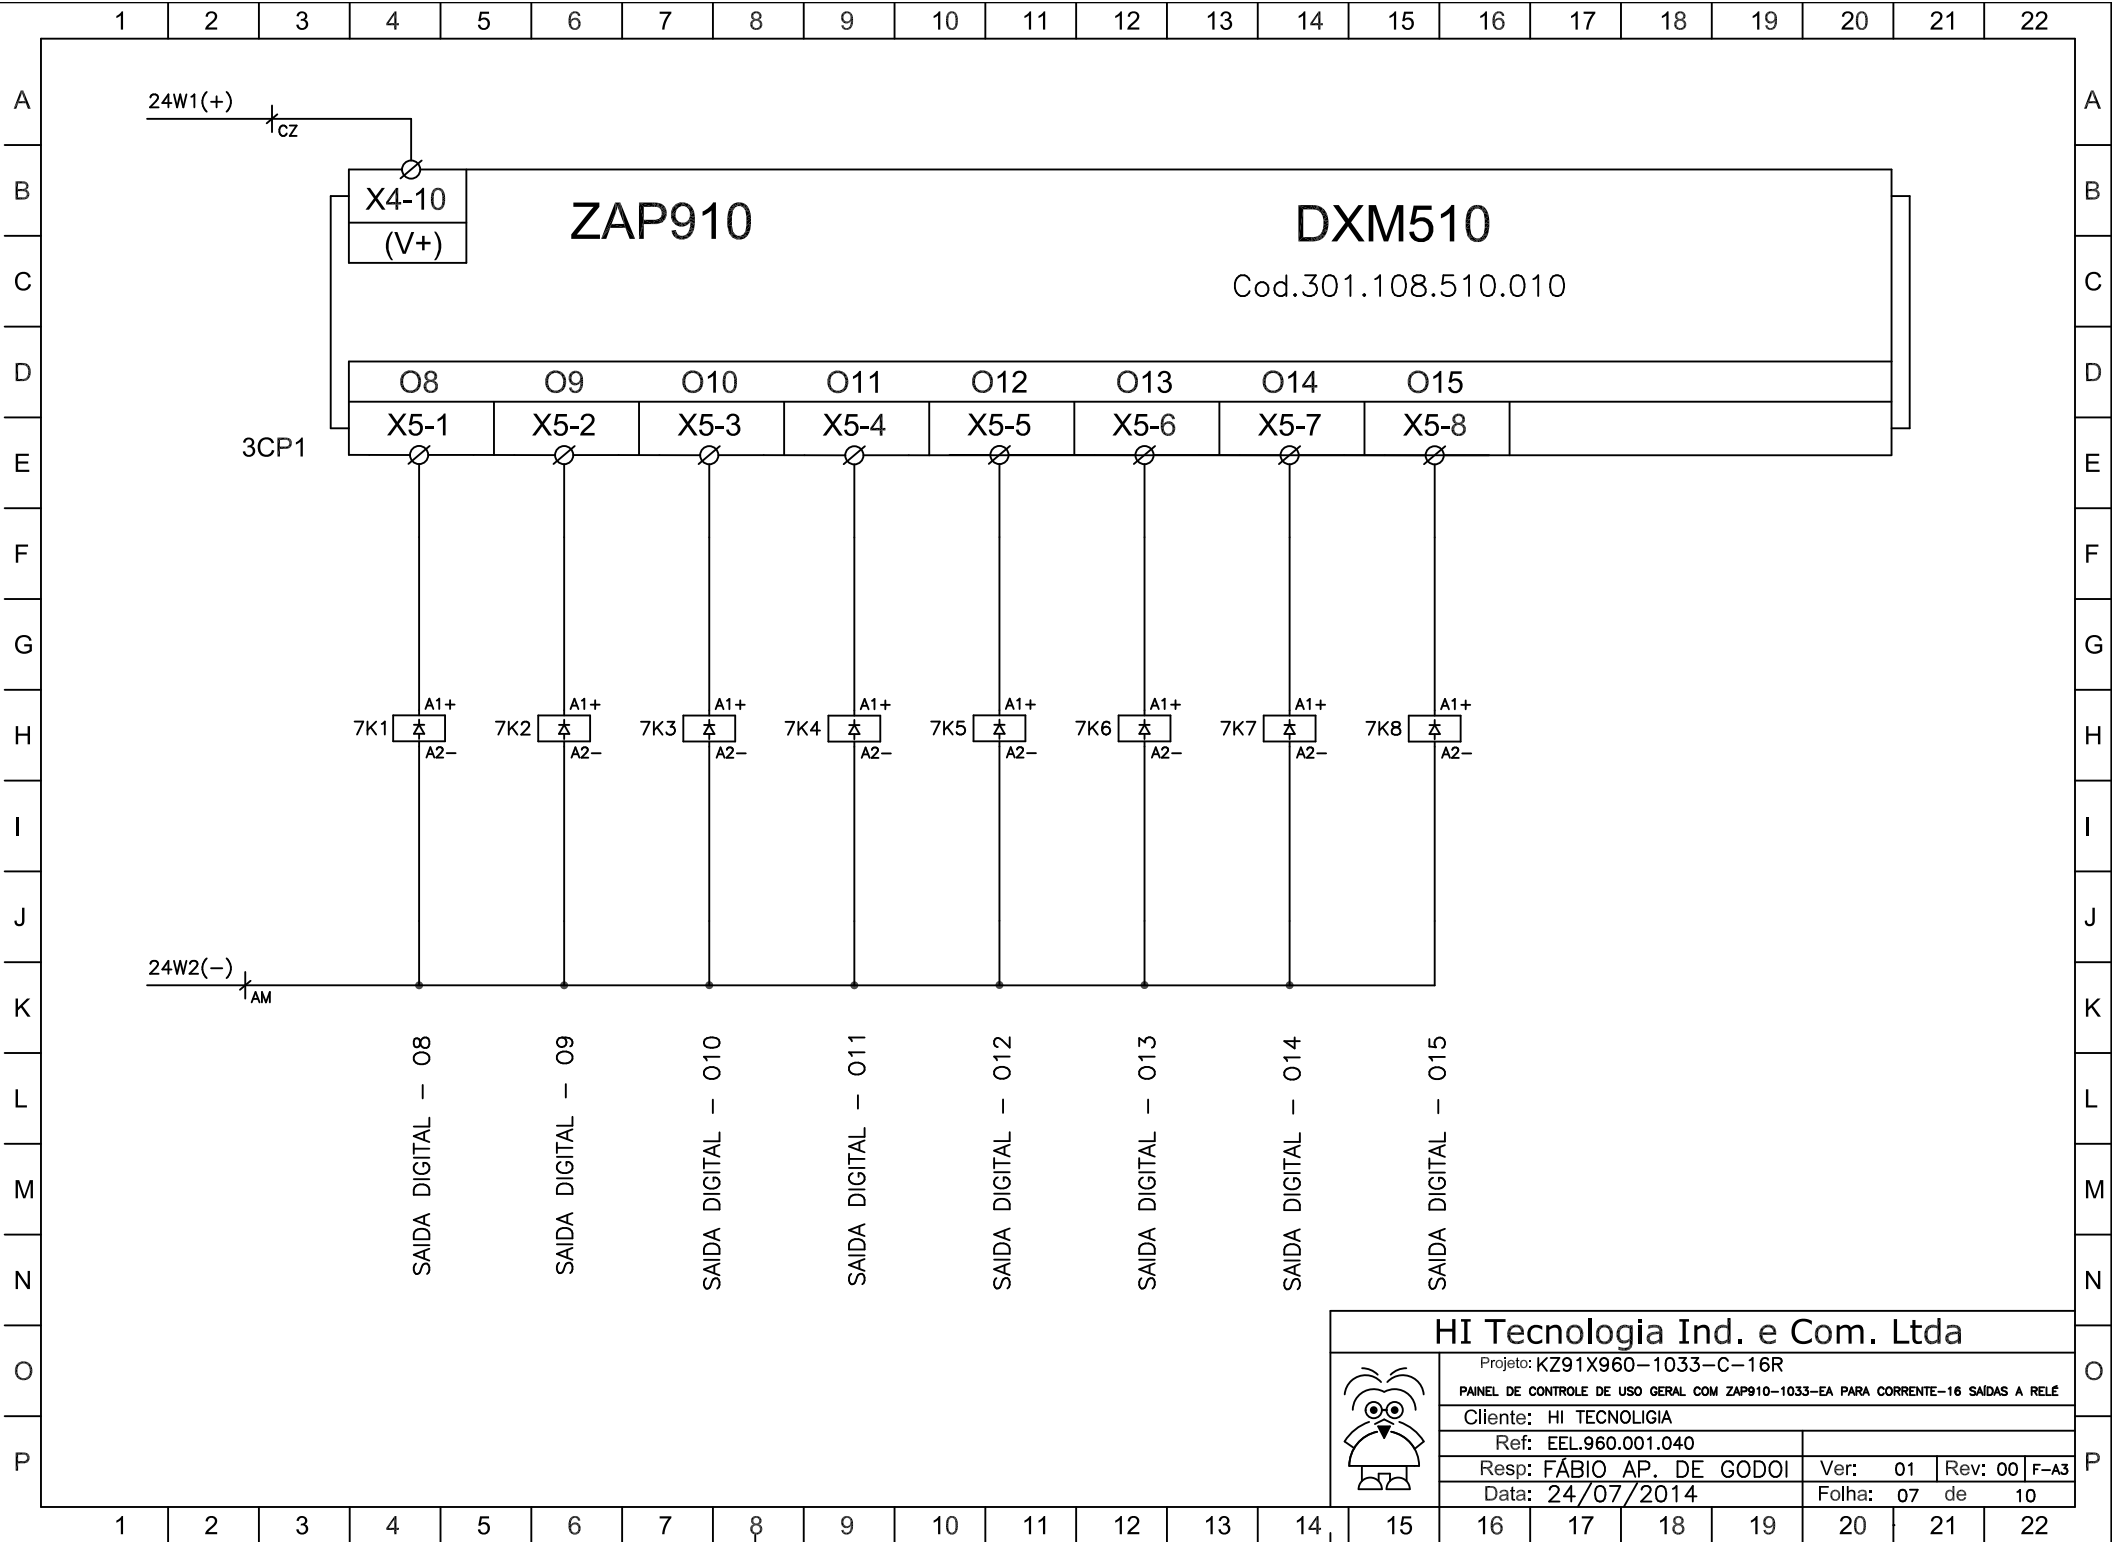 1 2 3 4 5 6 7 8 9 10 11 12 13 14 15 16 17 18 19 20 21 22
A A
24W1(+)
CZ
B B
X4-10
(V+)
ZAP910
DXM510
C C
Cod.301.108.510.010
D D
O8 O9 O10 O11 O12 O13 O14 O15
X5-1 X5-2 X5-3 X5-4 X5-5 X5-6 X5-7 X5-8
3CP1
E E
F F
G G
A1+ A1+ A1+ A1+ A1+ A1+ A1+ A1+
H 7K1 7K2 7K3 7K4 7K5 7K6 7K7 7K8 H
A2- A2- A2- A2- A2- A2- A2- A2-
I I
J J
24W2(-)
AM
K K
SAIDA DIGITAL - O8
SAIDA DIGITAL - O9
SAIDA DIGITAL - O10
SAIDA DIGITAL - O11
SAIDA DIGITAL - O12
SAIDA DIGITAL - O13
SAIDA DIGITAL - O14
SAIDA DIGITAL - O15
L L
M M
N N
HI Tecnologia Ind. e Com. Ltda
O O
Projeto: KZ91X960-1033-C-16R
PAINEL DE CONTROLE DE USO GERAL COM ZAP910-1033-EA PARA CORRENTE-16 SAÍDAS A RELÉ
Cliente: HI TECNOLIGIA
Ref: EEL.960.001.040
P P
Resp: FÁBIO AP. DE GODOI Ver: 01 Rev: 00 F-A3
Data: 24/07/2014 Folha: 07 de 10
1 2 3 4 5 6 7 8 9 10 11 12 13 14 15 16 17 18 19 20 21 22